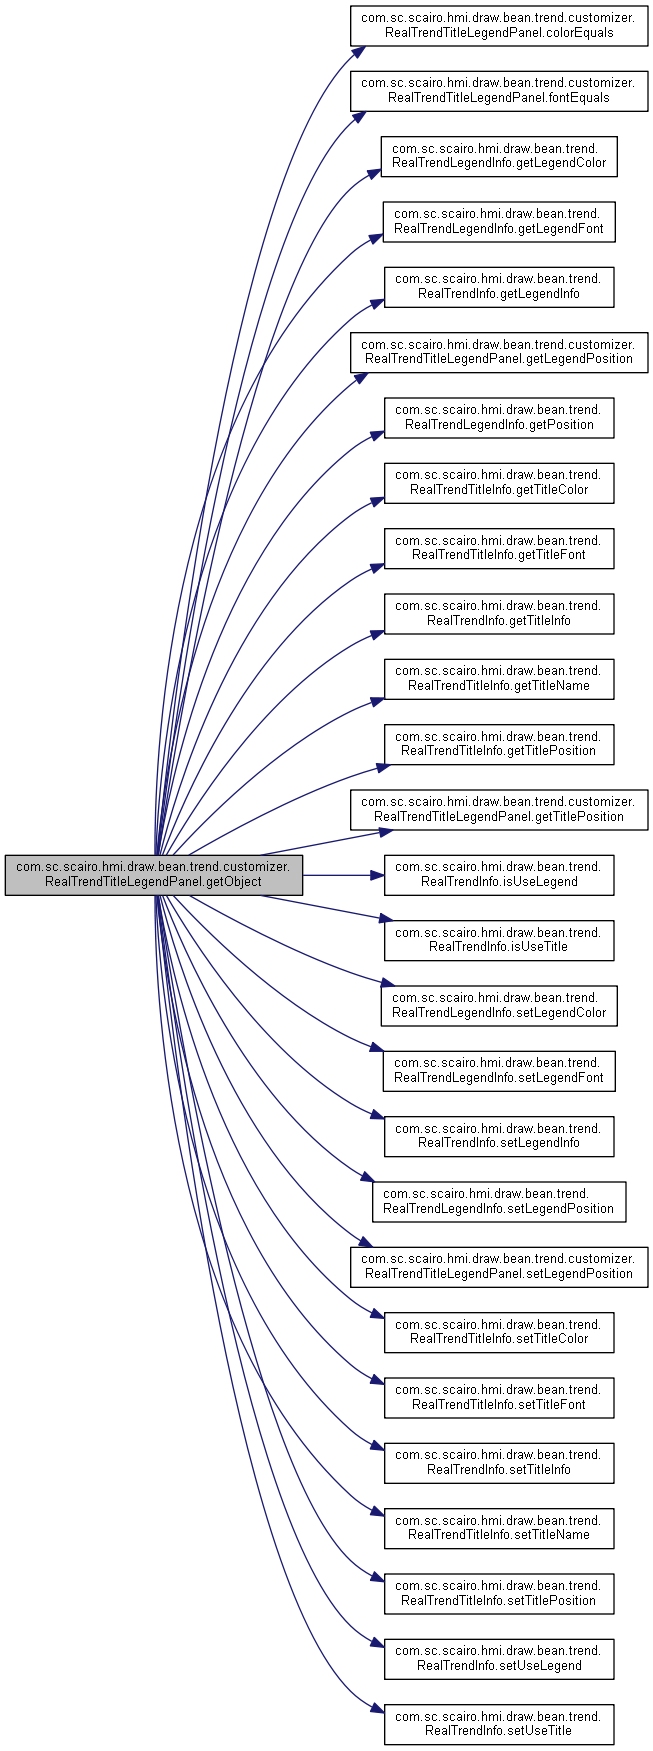 com.sc.scairo.hmi.draw.bean.trend.customizer.
RealTrendTitleLegendPanel.colorEquals
com.sc.scairo.hmi.draw.bean.trend.customizer.
RealTrendTitleLegendPanel.fontEquals
com.sc.scairo.hmi.draw.bean.trend.
RealTrendLegendInfo.getLegendColor
com.sc.scairo.hmi.draw.bean.trend.
RealTrendLegendInfo.getLegendFont
com.sc.scairo.hmi.draw.bean.trend.
RealTrendInfo.getLegendInfo
com.sc.scairo.hmi.draw.bean.trend.customizer.
RealTrendTitleLegendPanel.getLegendPosition
com.sc.scairo.hmi.draw.bean.trend.
RealTrendLegendInfo.getPosition
com.sc.scairo.hmi.draw.bean.trend.
RealTrendTitleInfo.getTitleColor
com.sc.scairo.hmi.draw.bean.trend.
RealTrendTitleInfo.getTitleFont
com.sc.scairo.hmi.draw.bean.trend.
RealTrendInfo.getTitleInfo
com.sc.scairo.hmi.draw.bean.trend.
RealTrendTitleInfo.getTitleName
com.sc.scairo.hmi.draw.bean.trend.
RealTrendTitleInfo.getTitlePosition
com.sc.scairo.hmi.draw.bean.trend.customizer.
RealTrendTitleLegendPanel.getTitlePosition
com.sc.scairo.hmi.draw.bean.trend.customizer.
RealTrendTitleLegendPanel.getObject
com.sc.scairo.hmi.draw.bean.trend.
RealTrendInfo.isUseLegend
com.sc.scairo.hmi.draw.bean.trend.
RealTrendInfo.isUseTitle
com.sc.scairo.hmi.draw.bean.trend.
RealTrendLegendInfo.setLegendColor
com.sc.scairo.hmi.draw.bean.trend.
RealTrendLegendInfo.setLegendFont
com.sc.scairo.hmi.draw.bean.trend.
RealTrendInfo.setLegendInfo
com.sc.scairo.hmi.draw.bean.trend.
RealTrendLegendInfo.setLegendPosition
com.sc.scairo.hmi.draw.bean.trend.customizer.
RealTrendTitleLegendPanel.setLegendPosition
com.sc.scairo.hmi.draw.bean.trend.
RealTrendTitleInfo.setTitleColor
com.sc.scairo.hmi.draw.bean.trend.
RealTrendTitleInfo.setTitleFont
com.sc.scairo.hmi.draw.bean.trend.
RealTrendInfo.setTitleInfo
com.sc.scairo.hmi.draw.bean.trend.
RealTrendTitleInfo.setTitleName
com.sc.scairo.hmi.draw.bean.trend.
RealTrendTitleInfo.setTitlePosition
com.sc.scairo.hmi.draw.bean.trend.
RealTrendInfo.setUseLegend
com.sc.scairo.hmi.draw.bean.trend.
RealTrendInfo.setUseTitle